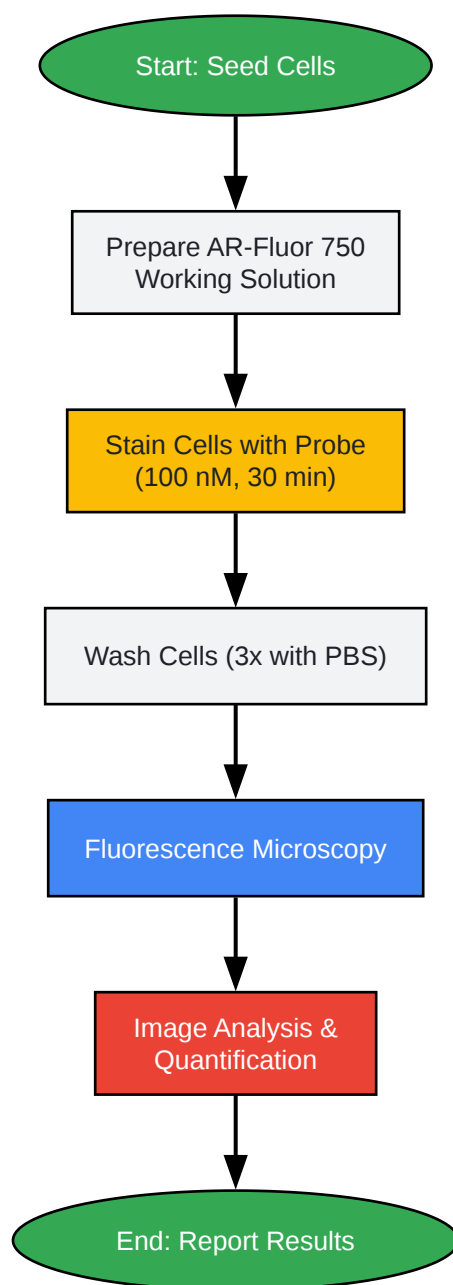 Start: Seed Cells
Prepare AR-Fluor 750
Working Solution
Stain Cells with Probe
(100 nM, 30 min)
Wash Cells (3x with PBS)
Fluorescence Microscopy
Image Analysis &
Quantification
End: Report Results